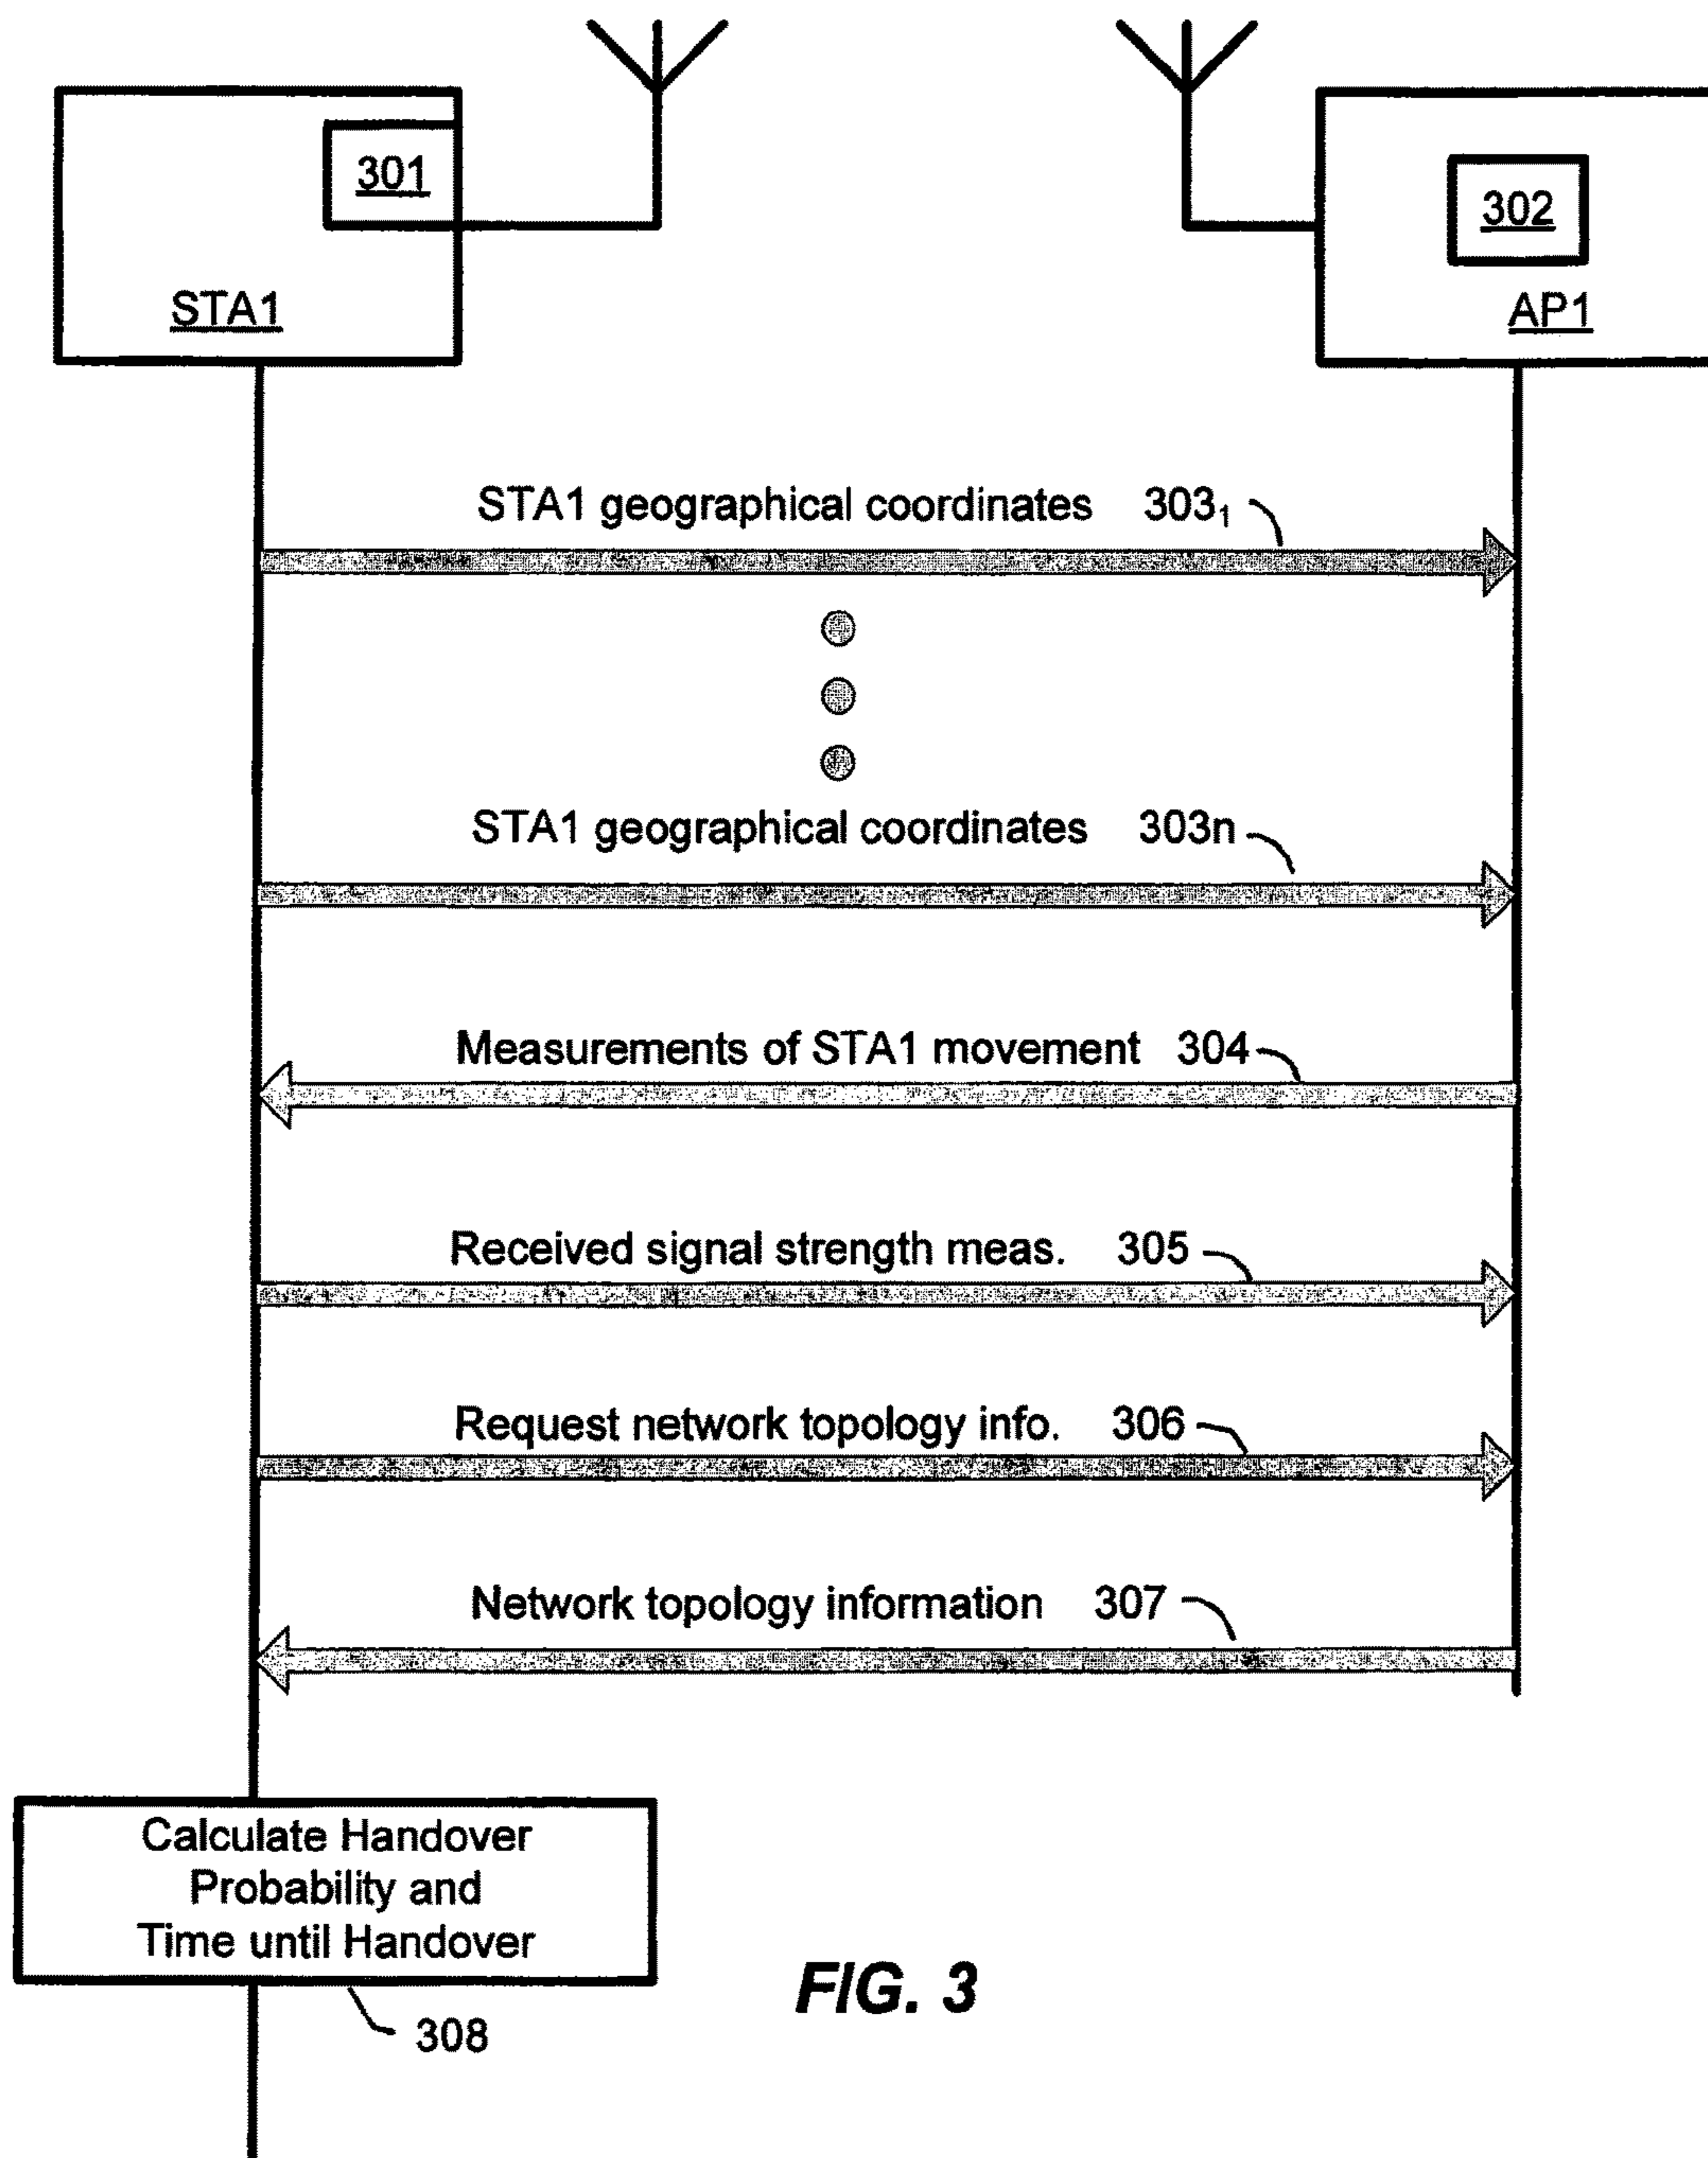 301
302
STA1
AP1
STA1 geographical coordinates 303₁
STA1 geographical coordinates 303n
Measurements of STA1 movement 304
Received signal strength meas. 305
Request network topology info. 306
Network topology information 307
Calculate Handover
Probability and
Time until Handover
FIG. 3
308